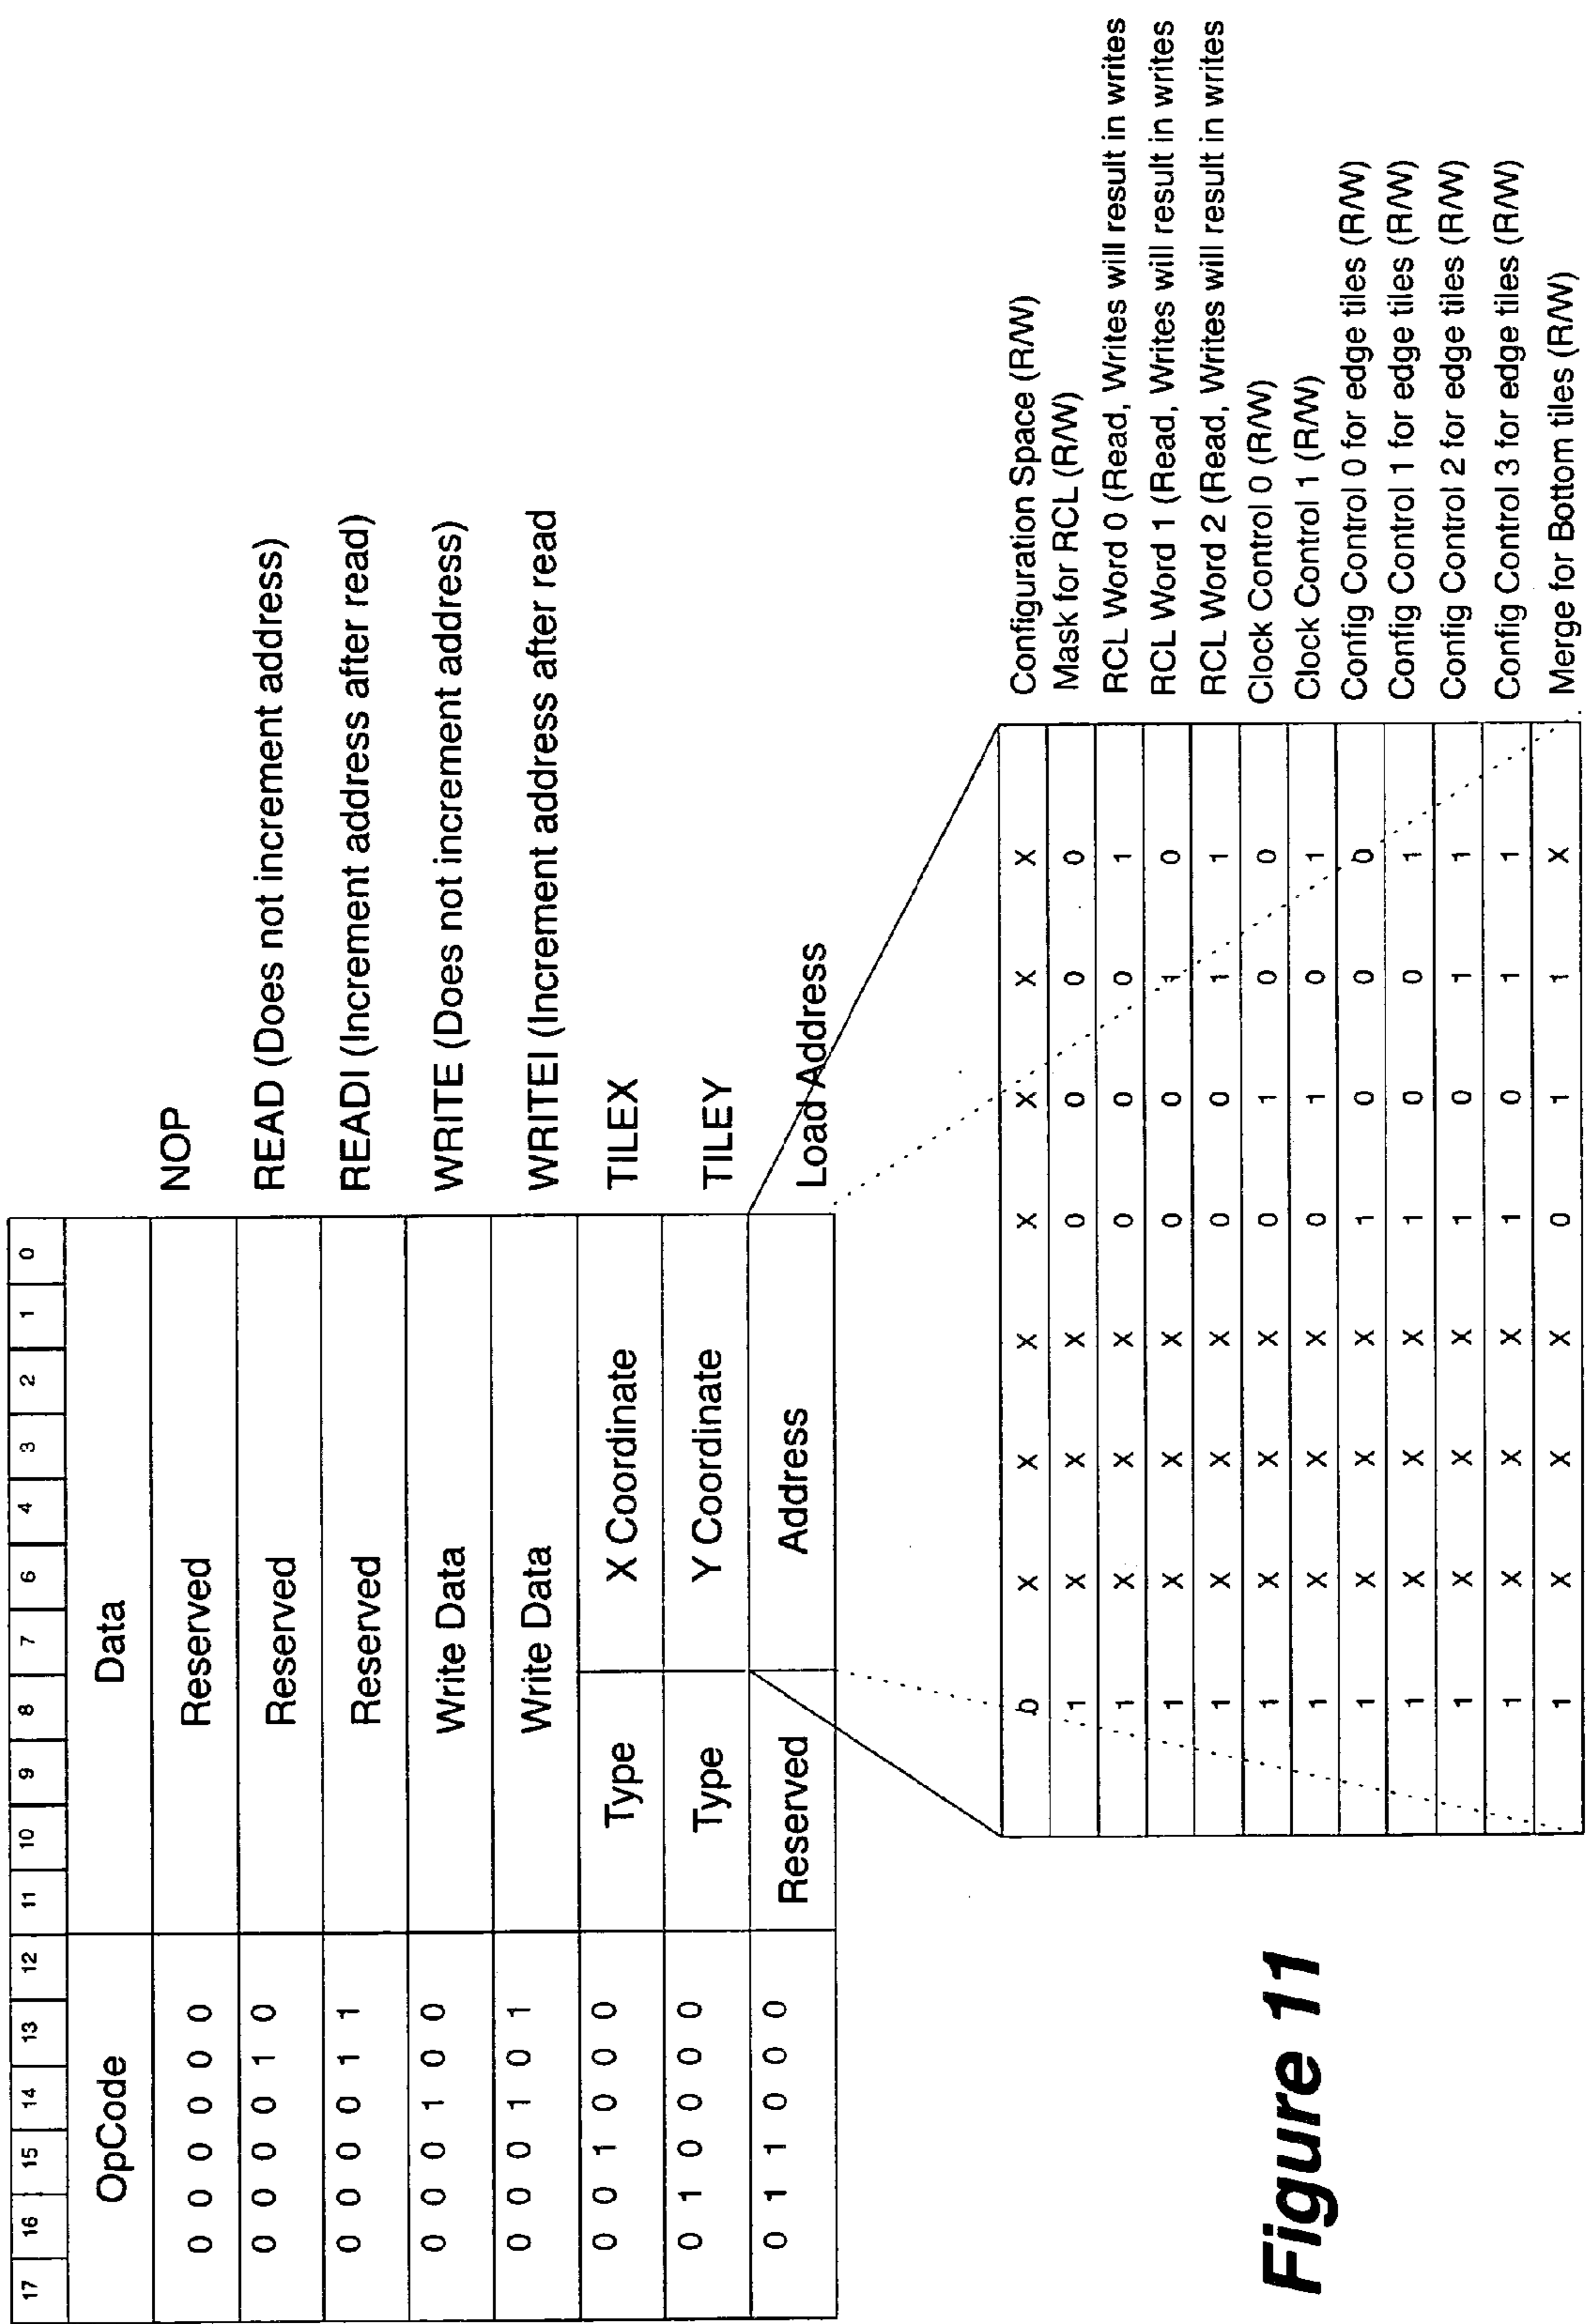 17 16 15 14 13 12 11 10 9 8 7 6 4 3 2 1 0
OpCode Data
0 0 0 0 0 0 Reserved NOP
0 0 0 0 1 0 Reserved READ (Does not increment address)
0 0 0 0 1 1 Reserved READI (Increment address after read)
0 0 0 1 0 0 Write Data WRITE (Does not increment address)
0 0 0 1 0 1 Write Data WRITEI (Increment address after read
0 0 1 0 0 0 Type X Coordinate TILEX
0 1 0 0 0 0 Type Y Coordinate TILEY
0 1 1 0 0 0 Reserved Address Load Address
0 X X X X X X X Configuration Space (R/W)
1 X X X 0 0 0 0 Mask for RCL (R/W)
1 X X X 0 0 0 1 RCL Word 0 (Read, Writes will result in writes
1 X X X 0 0 1 0 RCL Word 1 (Read, Writes will result in writes
1 X X X 0 0 1 1 RCL Word 2 (Read, Writes will result in writes
1 X X X 0 1 0 0 Clock Control 0 (R/W)
1 X X X 0 1 0 1 Clock Control 1 (R/W)
1 X X X 1 0 0 0 Config Control 0 for edge tiles (R/W)
1 X X X 1 0 0 1 Config Control 1 for edge tiles (R/W)
1 X X X 1 0 1 1 Config Control 2 for edge tiles (R/W)
1 X X X 1 0 1 1 Config Control 3 for edge tiles (R/W)
1 X X X 0 1 1 X Merge for Bottom tiles (R/W)
Figure 11